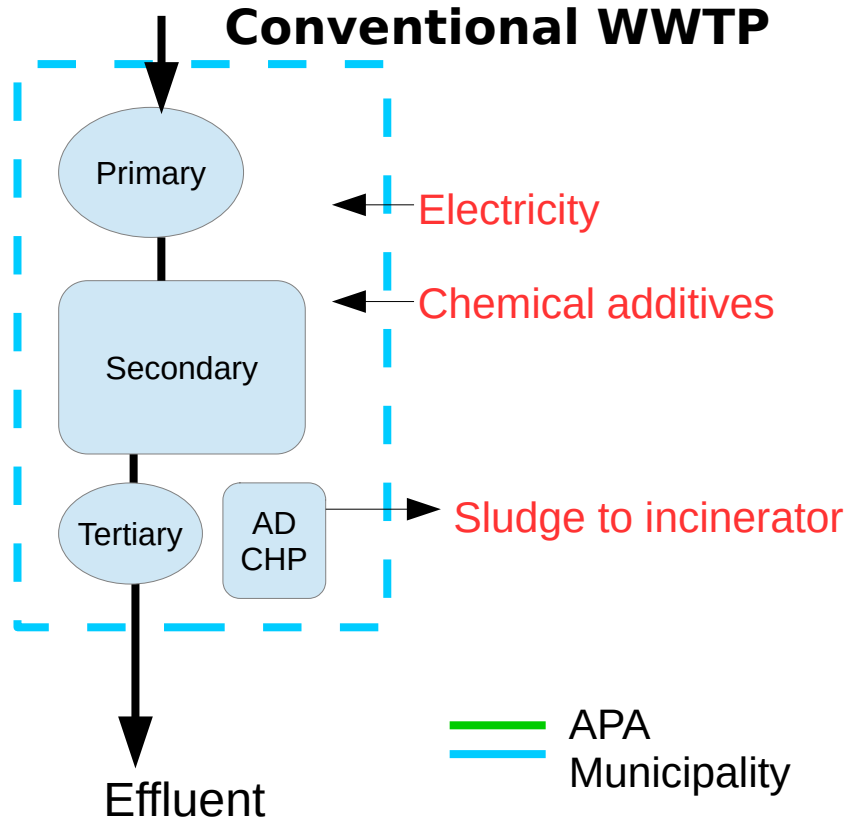 Conventional WWTP
Primary
Electricity
Chemical additives
Secondary
Sludge to incinerator
AD
CHP
Tertiary
APA
Municipality
Effluent